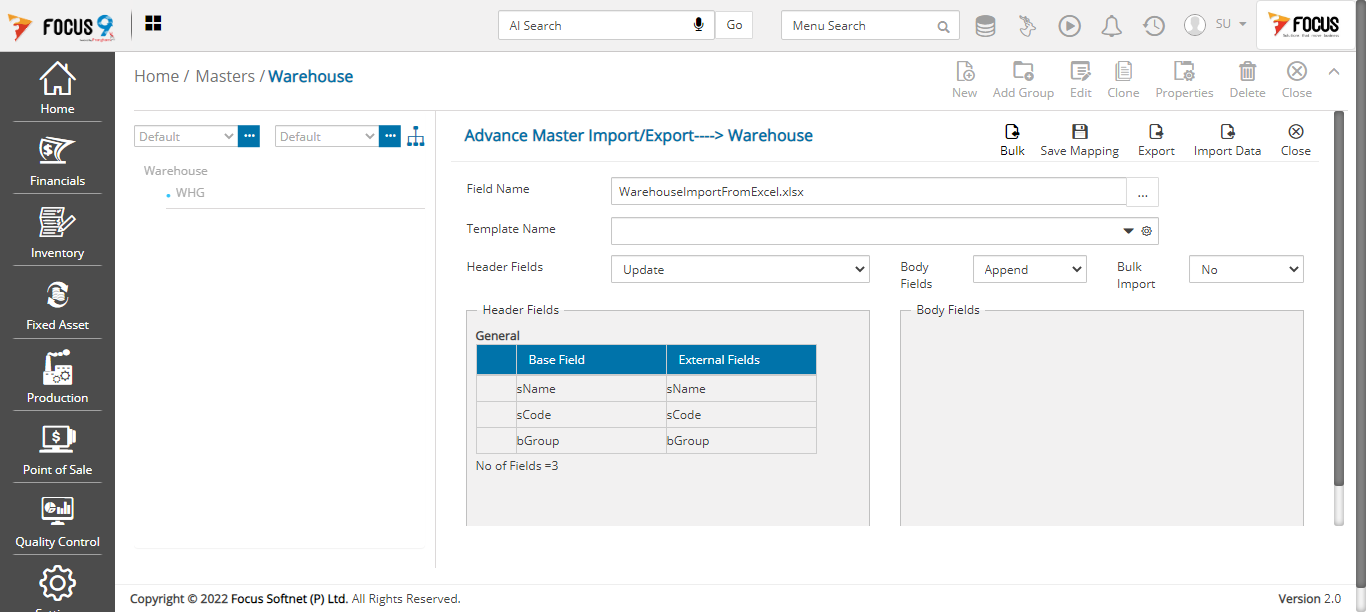 FOCUS 9
AI Search
Go
Menu Search
SU
FOCUS
Home / Masters / Warehouse
New
Add Group
Edit
Clone
Properties
Delete
Close
Home
Financials
Inventory
Fixed Asset
Production
Point of Sale
Quality Control
Default
...
Default
...
Warehouse
WHG
Advance Master Import/Export----> Warehouse
Bulk
Save Mapping
Export
Import Data
Close
Field Name
WarehouseImportFromExcel.xlsx
...
Template Name
Header Fields
Update
Body
Fields
Append
Bulk
Import
No
Header Fields
General
Base Field External Fields
sName sName
sCode sCode
bGroup bGroup
No of Fields =3
Body Fields
Copyright © 2022 Focus Softnet (P) Ltd. All Rights Reserved.
Version 2.0